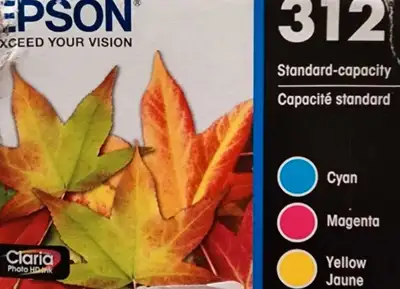 EPSON
EXCEED YOUR VISION
312
Standard-capacity
Capacité standard
Cyan
Magenta
Yellow
Jaune
Claria
Photo HD Ink